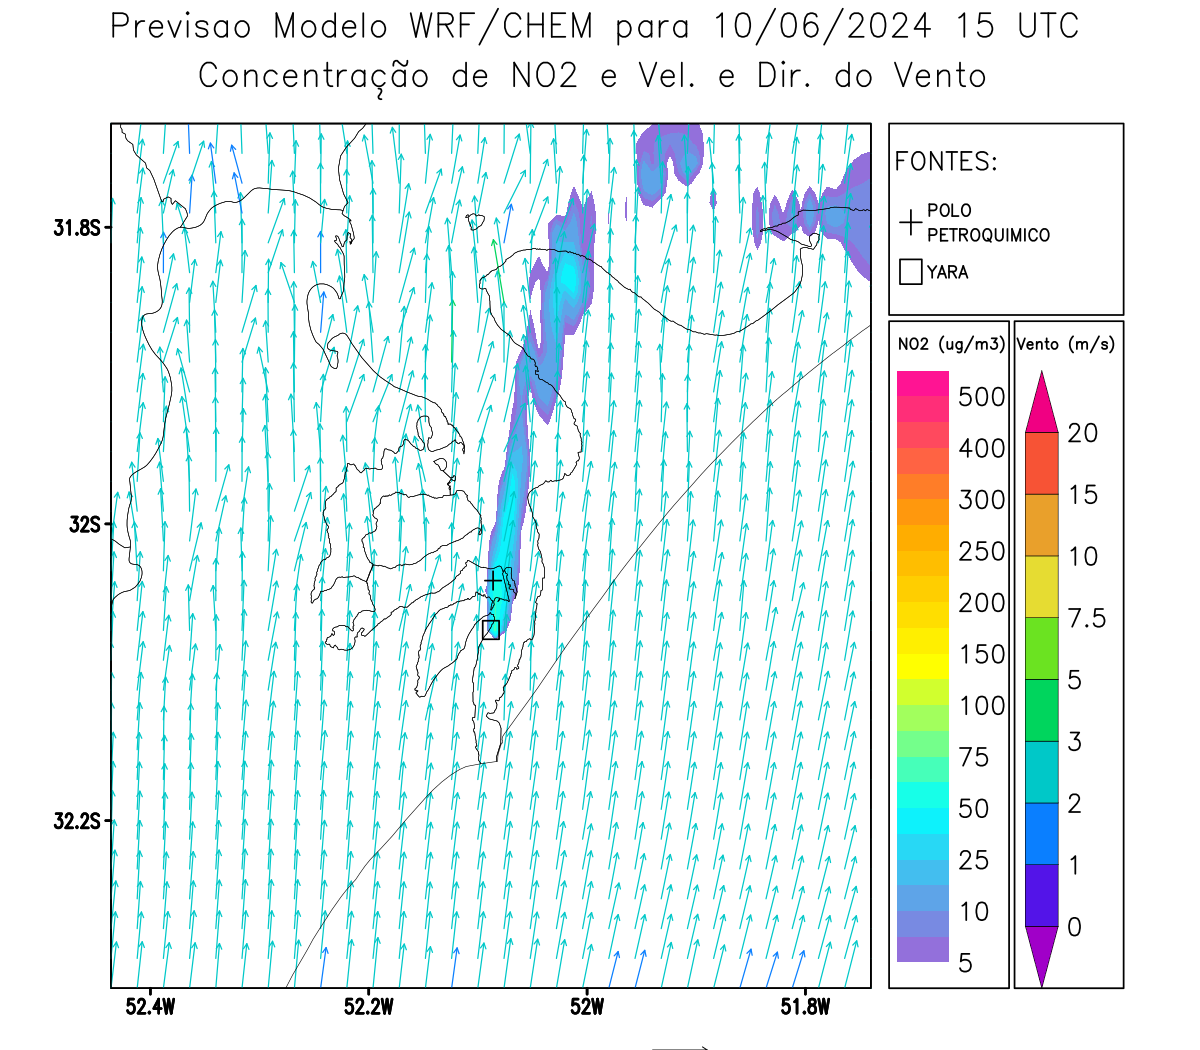 Previsao Modelo WRF/CHEM para 10/06/2024 15 UTC
Concentração de NO2 e Vel. e Dir. do Vento
FONTES:
POLO
PETROQUIMICO
YARA
NO2 (ug/m3)
500
400
300
250
200
150
100
75
50
25
10
5
Vento (m/s)
20
15
10
7.5
5
3
2
1
0
31.8S
32S
32.2S
52.4W
52.2W
52W
51.8W